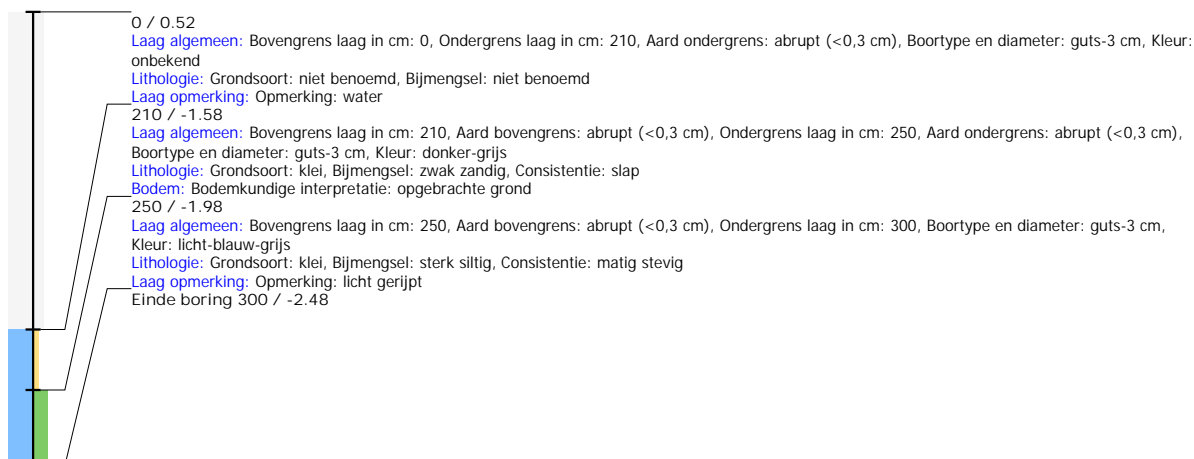 0 / 0.52
Laag algemeen: Bovengrens laag in cm: 0, Ondergrens laag in cm: 210, Aard ondergrens: abrupt (<0,3 cm), Boortype en diameter: guts-3 cm, Kleur:
onbekend
Lithologie: Grondsoort: niet benoemd, Bijmengsel: niet benoemd
Laag opmerking: Opmerking: water
210 / -1.58
Laag algemeen: Bovengrens laag in cm: 210, Aard bovengrens: abrupt (<0,3 cm), Ondergrens laag in cm: 250, Aard ondergrens: abrupt (<0,3 cm),
Boortype en diameter: guts-3 cm, Kleur: donker-grijs
Lithologie: Grondsoort: klei, Bijmengsel: zwak zandig, Consistentie: slap
Bodem: Bodemkundige interpretatie: opgebrachte grond
250 / -1.98
Laag algemeen: Bovengrens laag in cm: 250, Aard bovengrens: abrupt (<0,3 cm), Ondergrens laag in cm: 300, Boortype en diameter: guts-3 cm,
Kleur: licht-blauw-grijs
Lithologie: Grondsoort: klei, Bijmengsel: sterk siltig, Consistentie: matig stevig
Laag opmerking: Opmerking: licht gerijpt
Einde boring 300 / -2.48